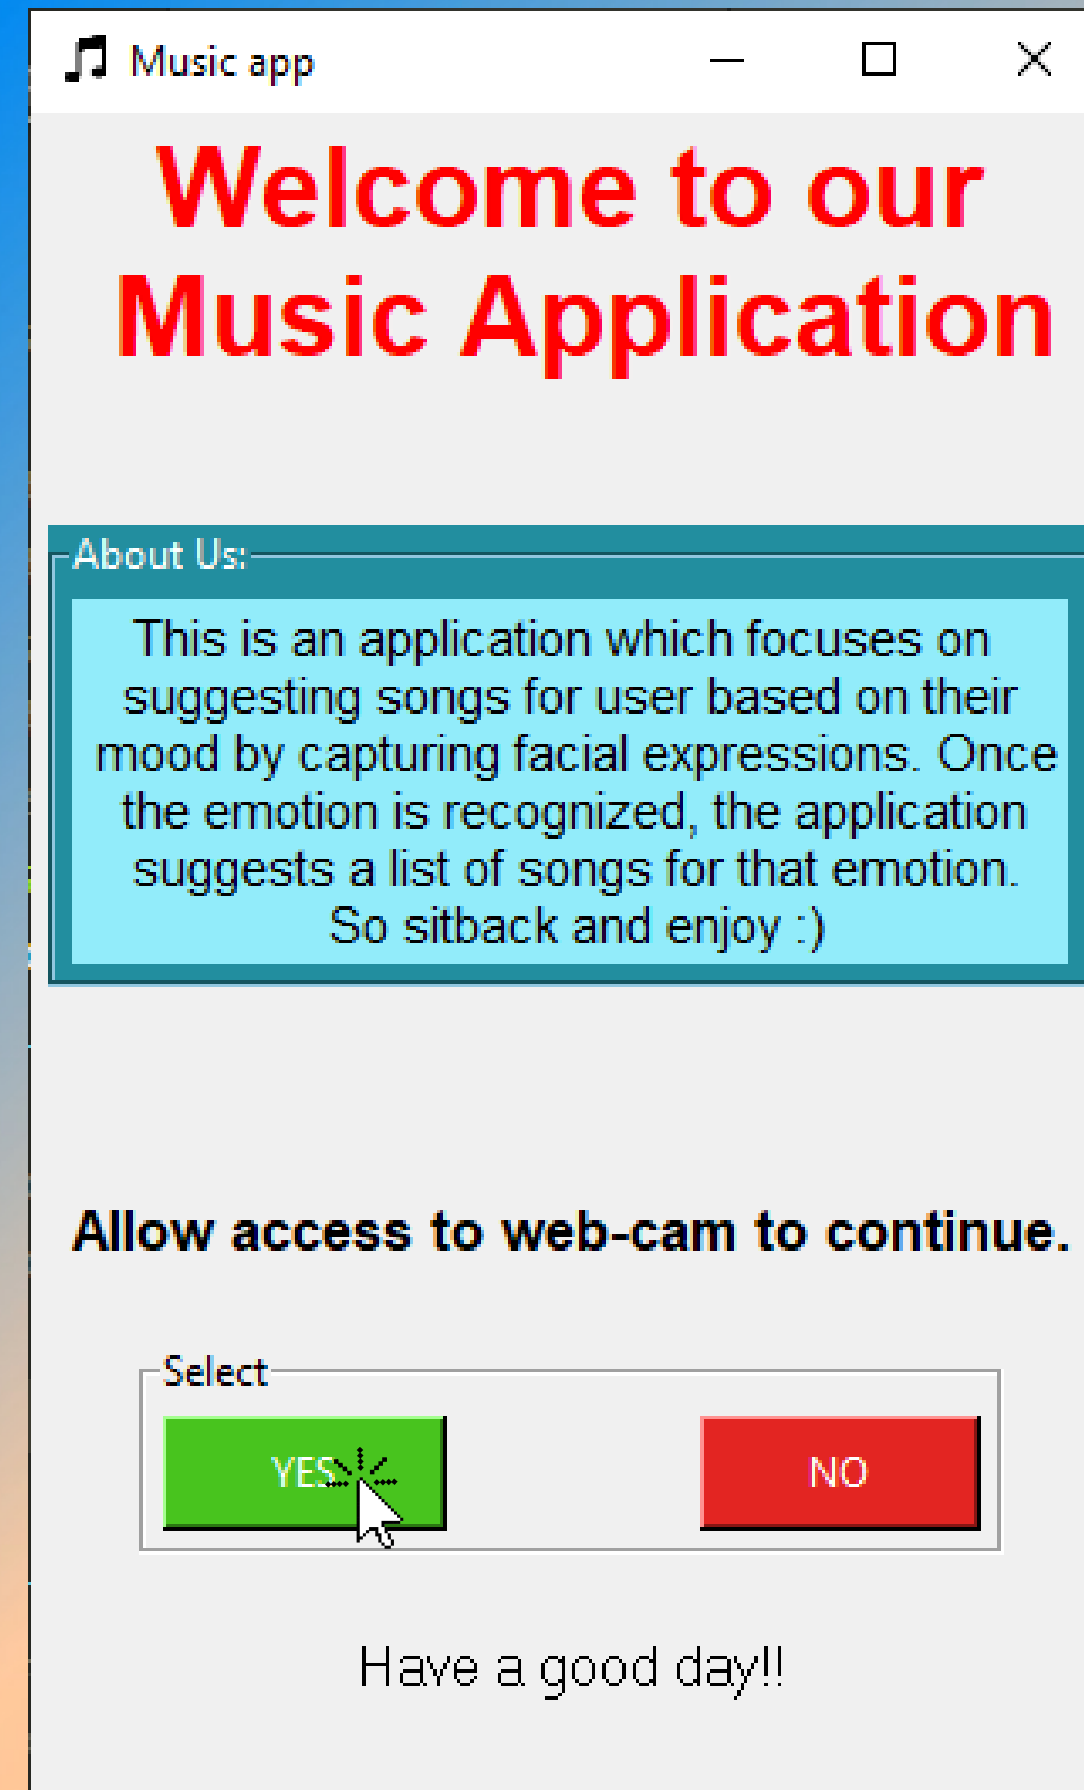 Music app
Welcome to our
Music Application
About Us:
This is an application which focuses on
suggesting songs for user based on their
mood by capturing facial expressions. Once
the emotion is recognized, the application
suggests a list of songs for that emotion.
So sitback and enjoy :)
Allow access to web-cam to continue.
Select
YES NO
Have a good day!!